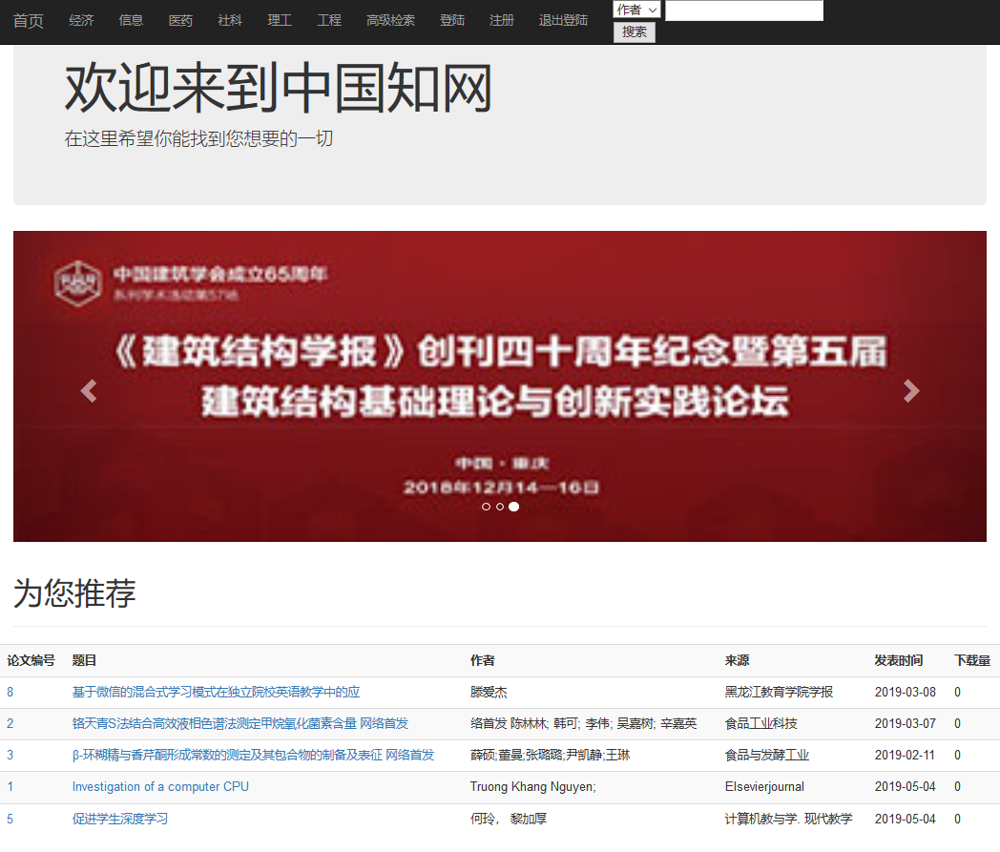 首页 经济 信息 医药 社科 理工 工程 高级检索 登陆 注册 退出登陆 作者
搜索
欢迎来到中国知网
在这里希望你能找到您想要的一切
中国建筑学会成立65周年
系列学术活动第57场
《建筑结构学报》创刊四十周年纪念暨第五届
建筑结构基础理论与创新实践论坛
中国·重庆
2018年12月14—16日
为您推荐
论文编号 题目 作者 来源 发表时间 下载量
8 基于微信的混合式学习模式在独立院校英语教学中的应 滕爱杰 黑龙江教育学院学报 2019-03-08 0
2 铬天青S法结合高效液相色谱法测定甲烷氧化菌素含量 网络首发 络首发 陈林林; 韩可; 李伟; 吴嘉树; 辛嘉英 食品工业科技 2019-03-07 0
3 β-环糊精与香芹酮形成常数的测定及其包合物的制备及表征 网络首发 薛硕;董曼;张璐璐;尹凯静;王琳 食品与发酵工业 2019-02-11 0
1 Investigation of a computer CPU Truong Khang Nguyen; Elsevierjournal 2019-05-04 0
5 促进学生深度学习 何玲， 黎加厚 计算机教与学. 现代教学 2019-05-04 0